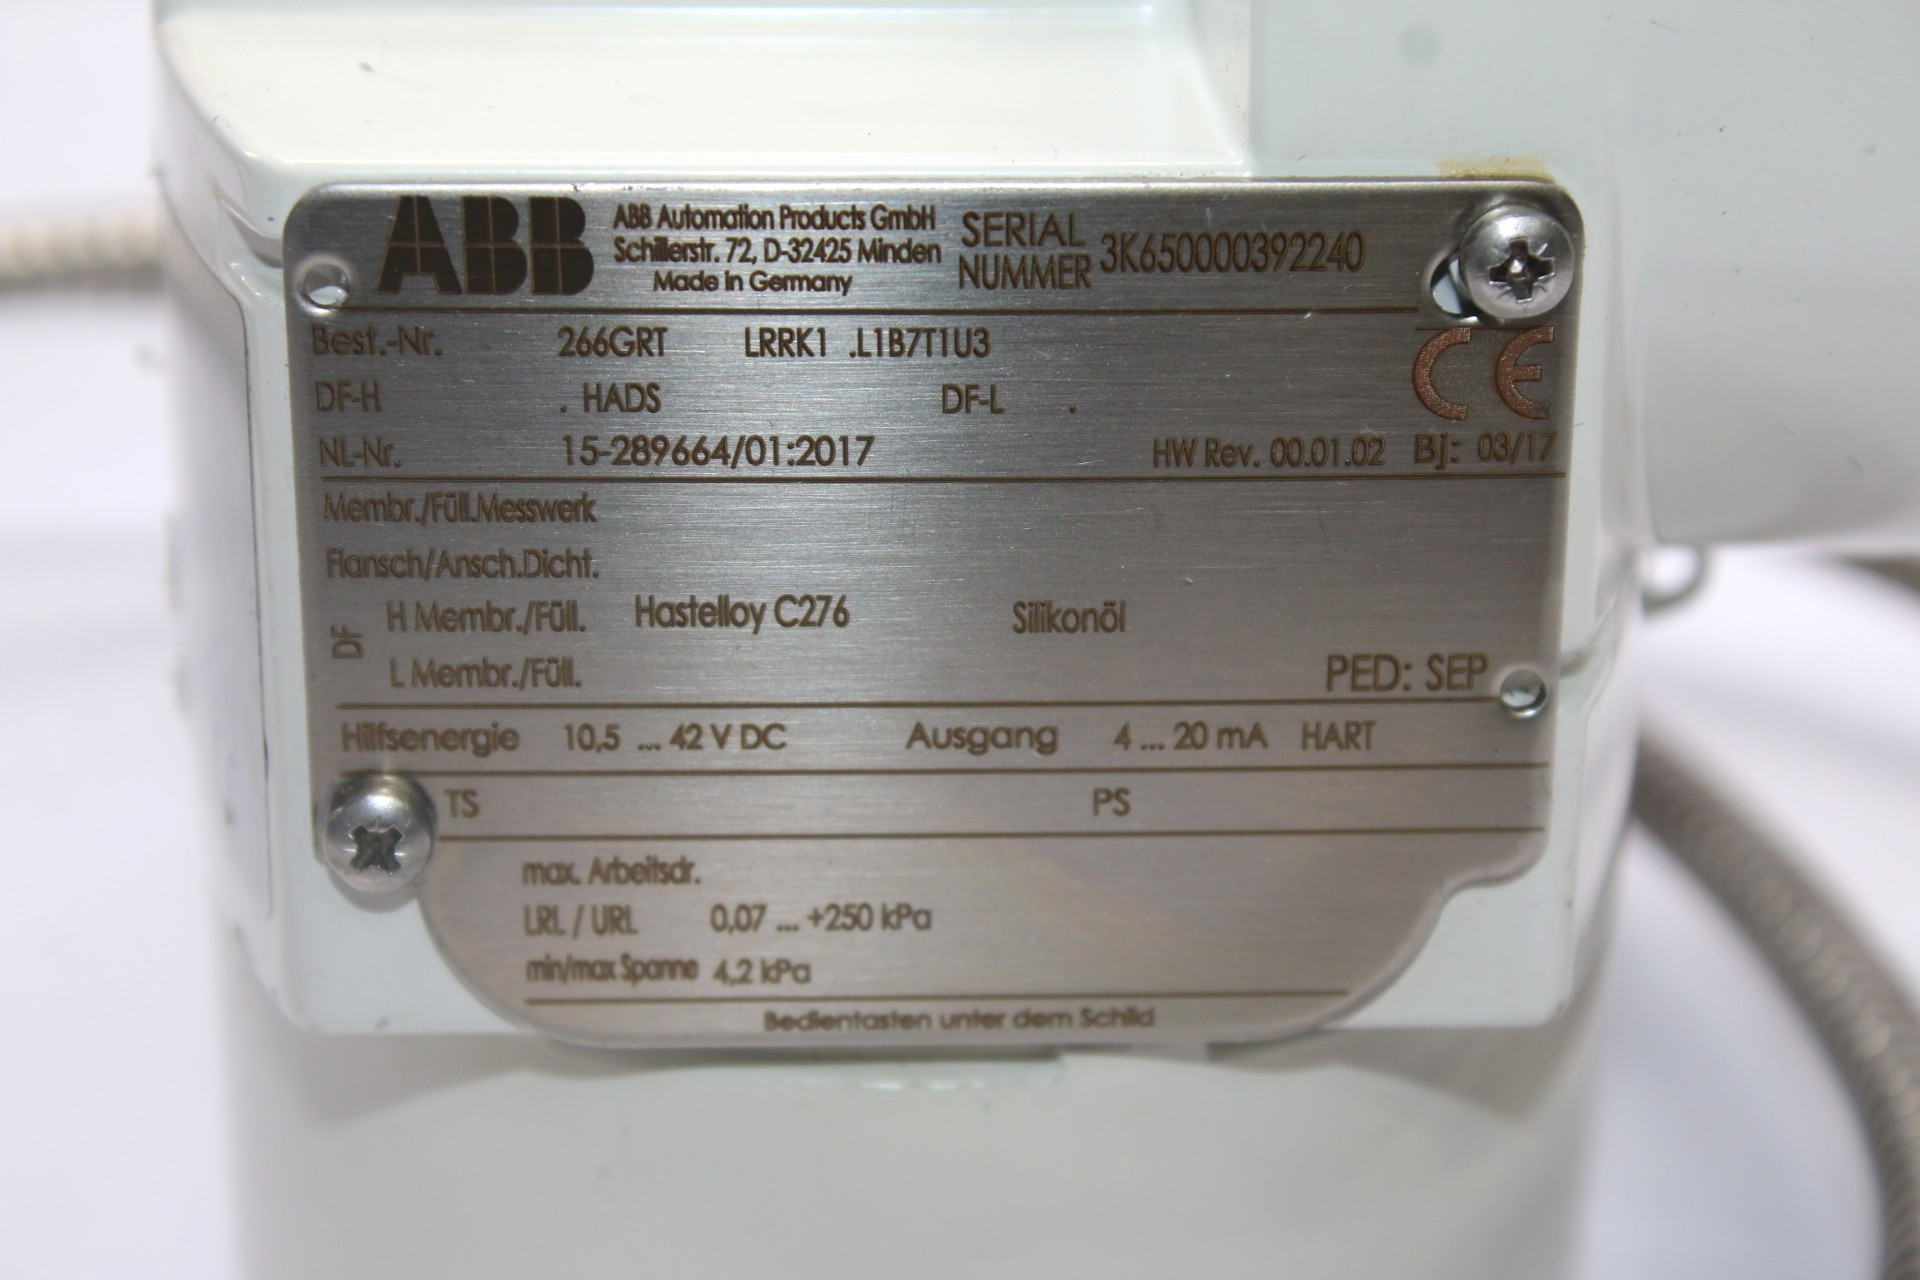 ABB
ABB Automation Products GmbH
Schillerstr. 72, D-32425 Minden
Made in Germany
SERIAL NUMMER 3K650000392240
Best.-Nr. 266GRT LRRK1 .L1B7T1U3
CE
DF-H . HADS DF-L .
NL-Nr. 15-289664/01:2017 HW Rev. 00.01.02 Bj: 03/17
Membr./Füll.Messwerk
Flansch/Ansch.Dicht.
DF
H Membr./Füll. Hastelloy C276 Silikonöl
L Membr./Füll. PED: SEP
Hilfsenergie 10,5 ... 42 V DC Ausgang 4 ... 20 mA HART
TS PS
max. Arbeitsdr.
LRL / URL 0,07 ... +250 kPa
min/max Spanne 4,2 kPa
Bedientasten unter dem Schild